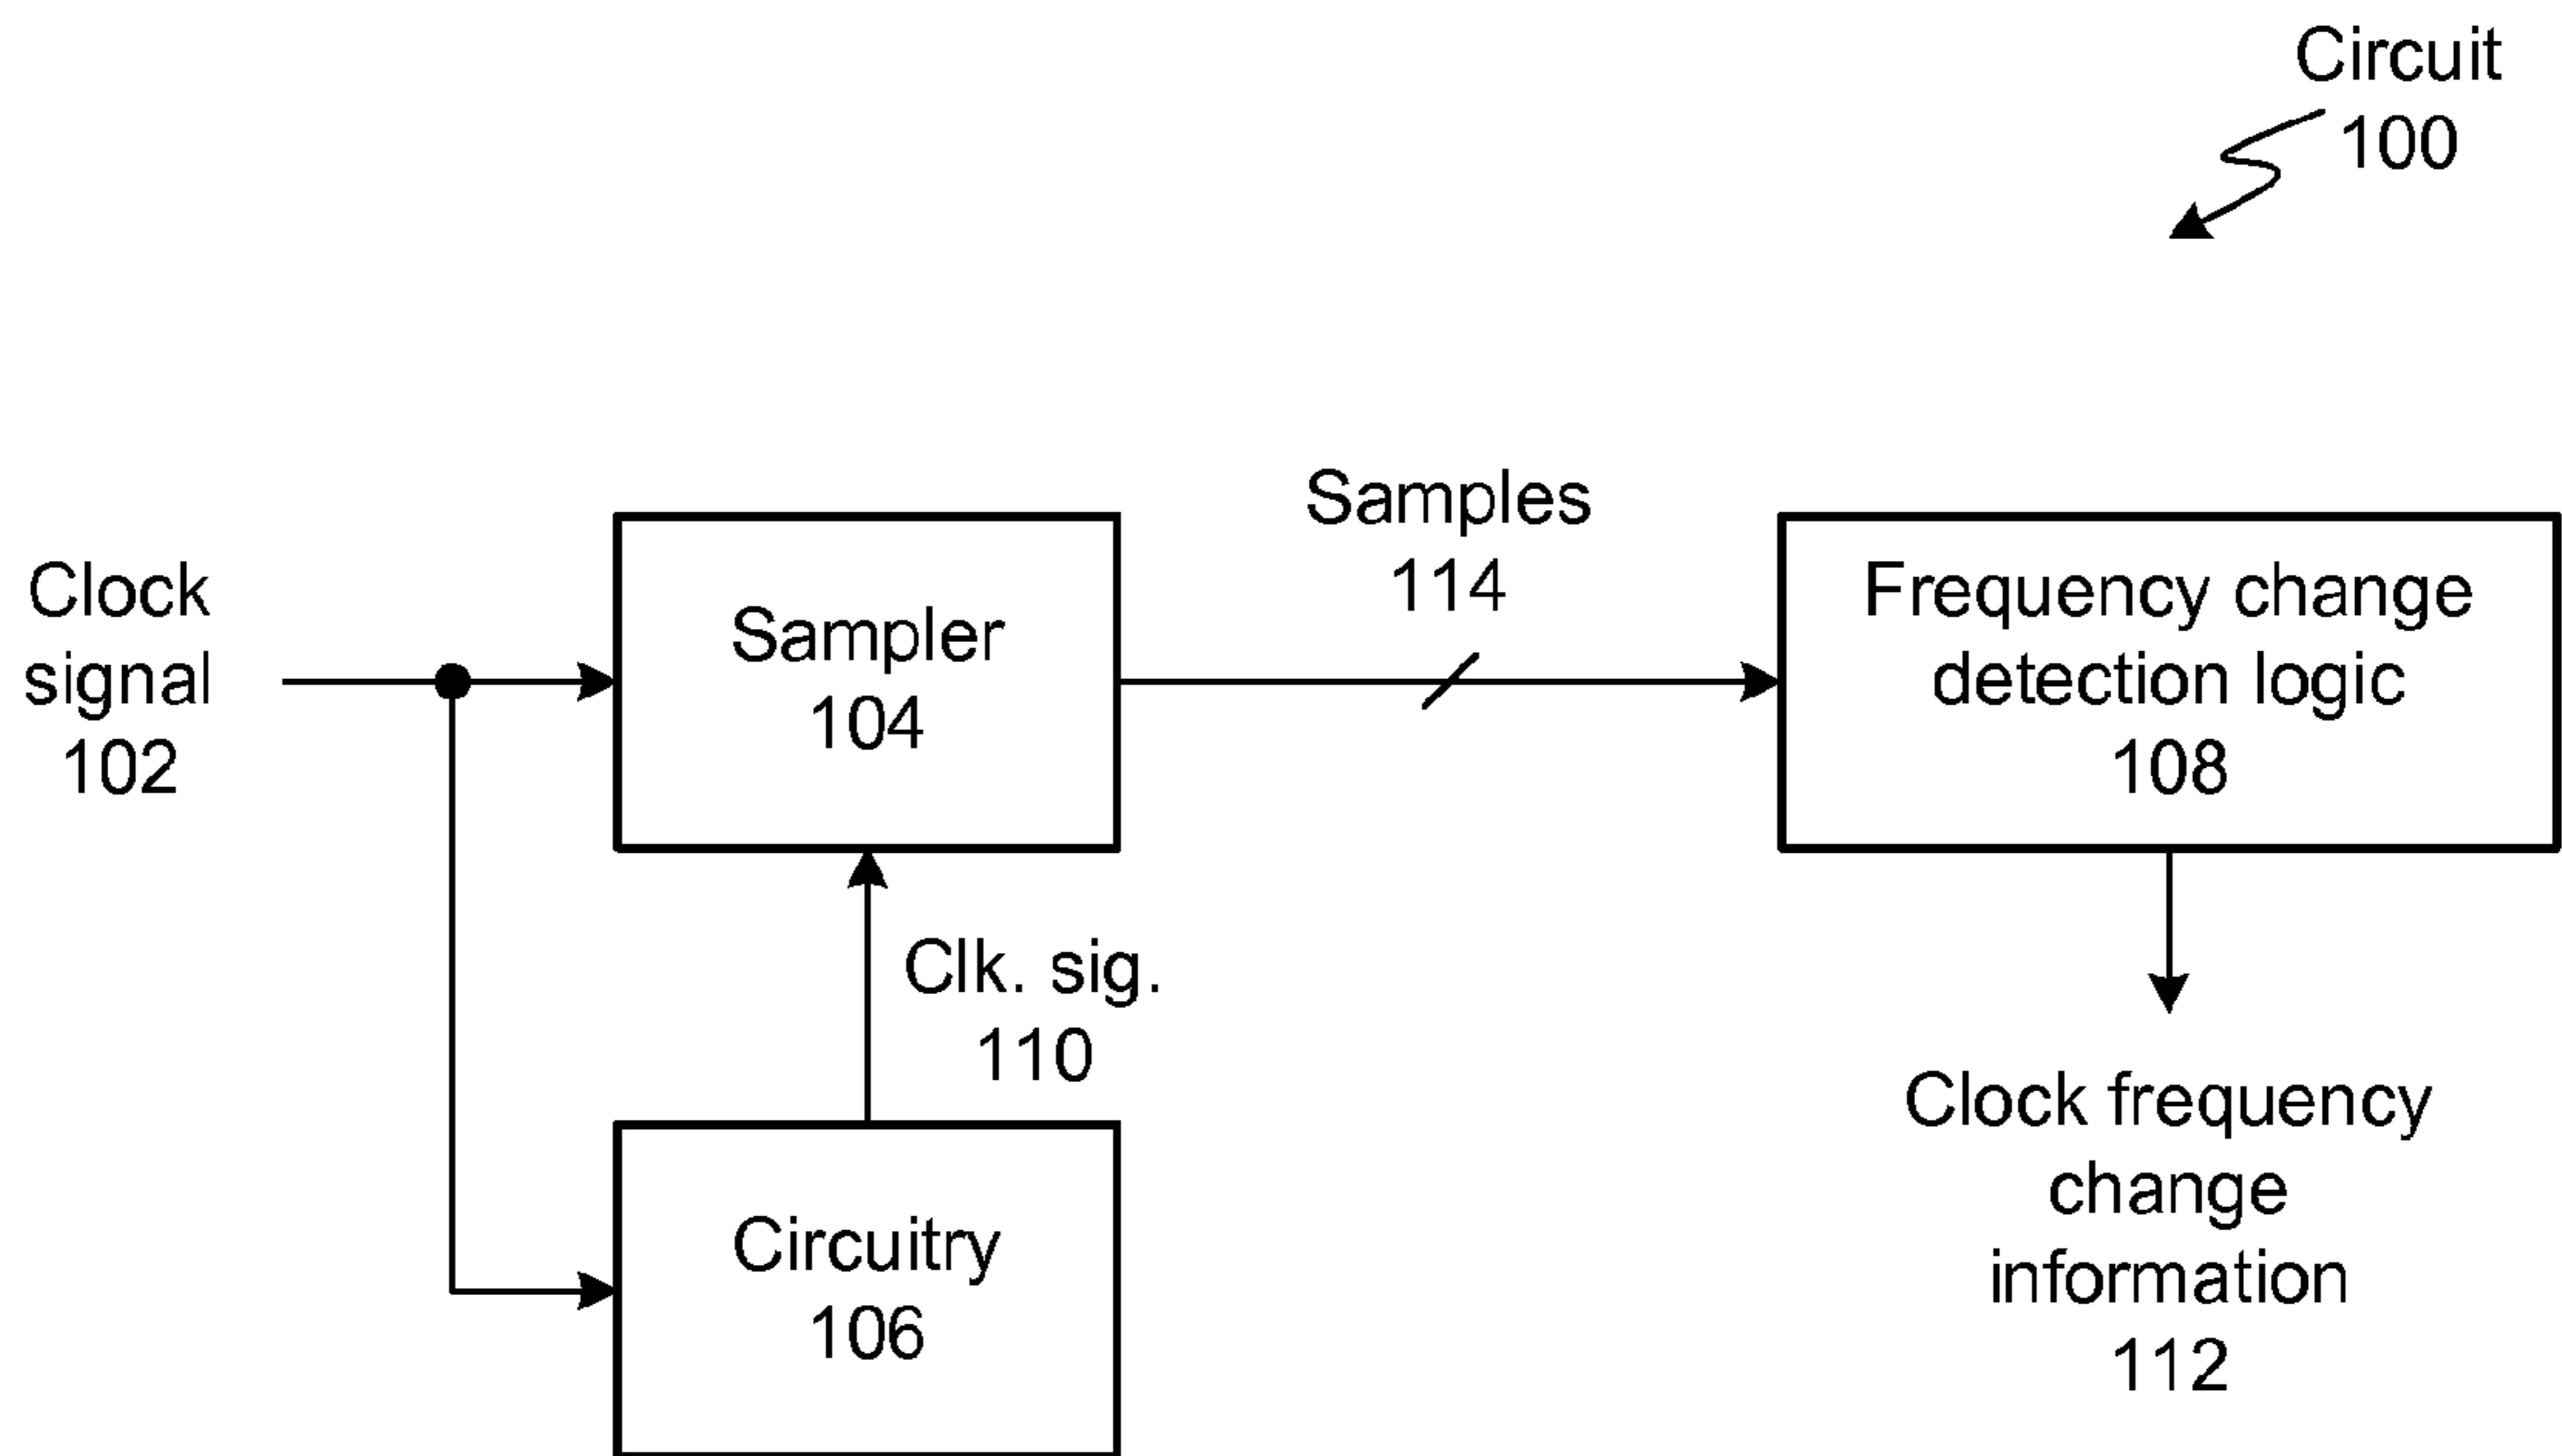 Circuit
100
Clock
signal
102
Sampler
104
Samples
114
Frequency change
detection logic
108
Clk. sig.
110
Circuitry
106
Clock frequency
change
information
112